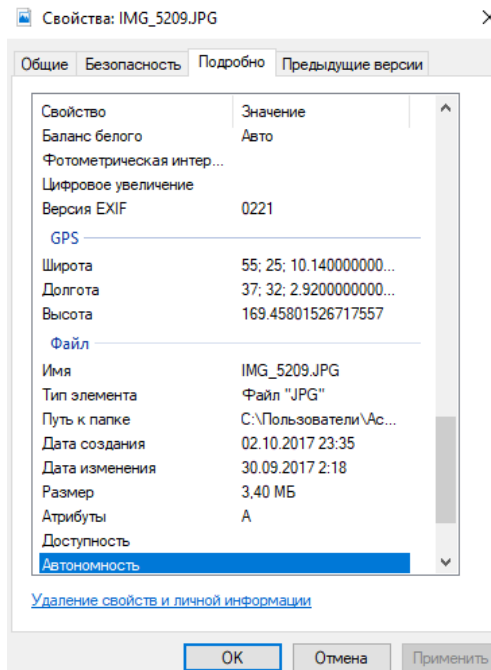 Свойства: IMG_5209.JPG
Общие Безопасность Подробно Предыдущие версии
Свойство Значение
Баланс белого Авто
Фотометрическая интер...
Цифровое увеличение
Версия EXIF 0221
GPS
Широта 55; 25; 10.140000000...
Долгота 37; 32; 2.9200000000...
Высота 169.45801526717557
Файл
Имя IMG_5209.JPG
Тип элемента Файл "JPG"
Путь к папке C:\Пользователи\Ac...
Дата создания 02.10.2017 23:35
Дата изменения 30.09.2017 2:18
Размер 3,40 МБ
Атрибуты A
Доступность
Автономность
Удаление свойств и личной информации
ОК Отмена Применить